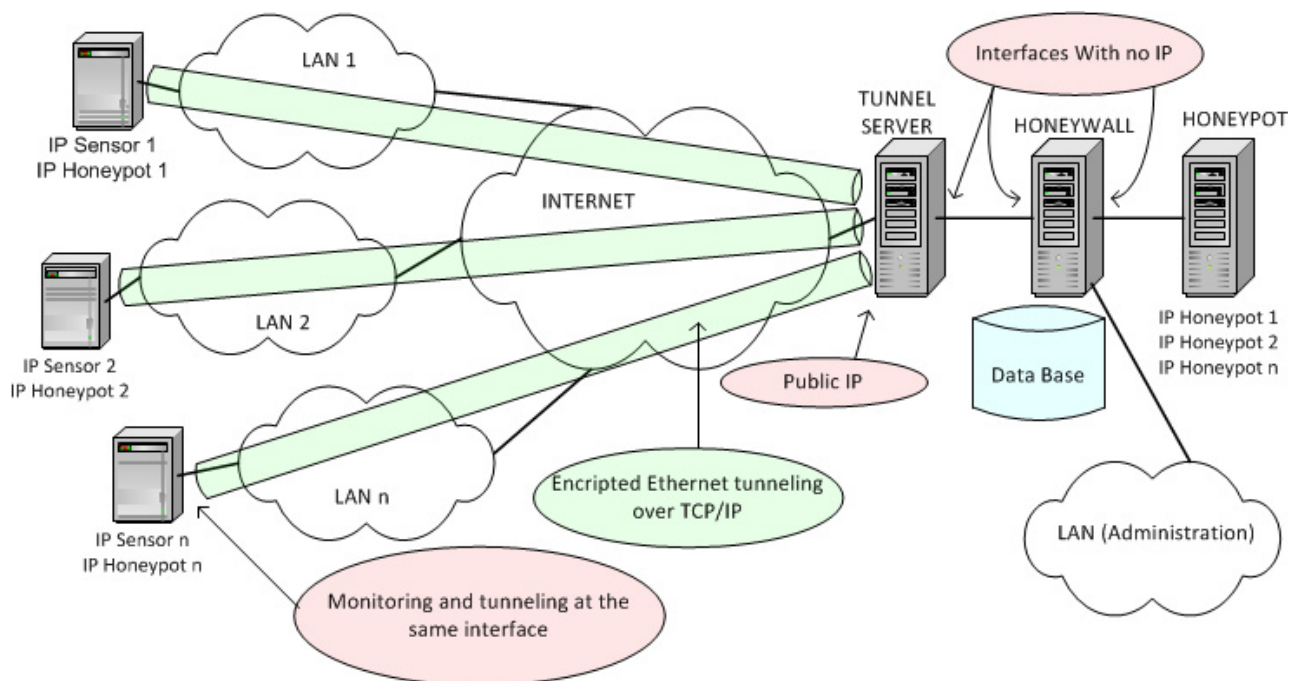 LAN 1
IP Sensor 1
IP Honeypot 1
Interfaces With no IP
TUNNEL
SERVER
HONEYWALL
HONEYPOT
INTERNET
LAN 2
IP Sensor 2
IP Honeypot 2
Public IP
Data Base
IP Honeypot 1
IP Honeypot 2
IP Honeypot n
LAN n
IP Sensor n
IP Honeypot n
Encripted Ethernet tunneling
over TCP/IP
LAN (Administration)
Monitoring and tunneling at the
same interface